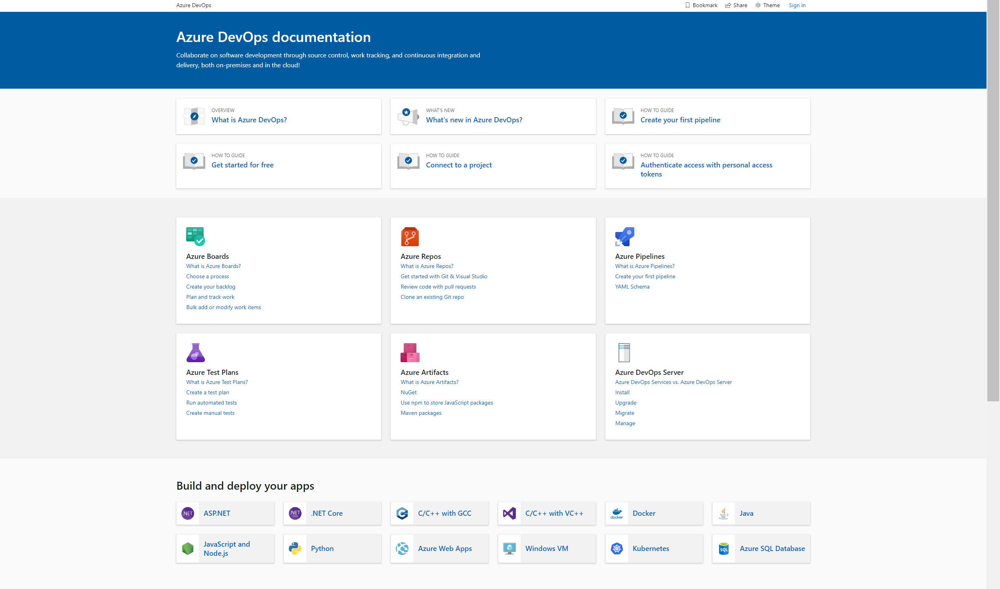 Azure DevOps
Bookmark
Share
Theme
Sign in
Azure DevOps documentation
Collaborate on software development through source control, work tracking, and continuous integration and
delivery, both on-premises and in the cloud!
OVERVIEW
What is Azure DevOps?
WHAT'S NEW
What's new in Azure DevOps?
HOW TO GUIDE
Create your first pipeline
HOW TO GUIDE
Get started for free
HOW TO GUIDE
Connect to a project
HOW TO GUIDE
Authenticate access with personal access
tokens
Azure Boards
What is Azure Boards?
Choose a process
Create your backlog
Plan and track work
Bulk add or modify work items
Azure Repos
What is Azure Repos?
Get started with Git & Visual Studio
Review code with pull requests
Clone an existing Git repo
Azure Pipelines
What is Azure Pipelines?
Create your first pipeline
YAML Schema
Azure Test Plans
What is Azure Test Plans?
Create a test plan
Run automated tests
Create manual tests
Azure Artifacts
What is Azure Artifacts?
NuGet
Use npm to store JavaScript packages
Maven packages
Azure DevOps Server
Azure DevOps Services vs. Azure DevOps Server
Install
Upgrade
Migrate
Manage
Build and deploy your apps
.NET
ASP.NET
.NET
Core
.NET Core
C/C++ with GCC
C/C++ with VC++
docker
Docker
Java
JavaScript and
Node.js
Python
Azure Web Apps
Windows VM
Kubernetes
SQL
Azure SQL Database